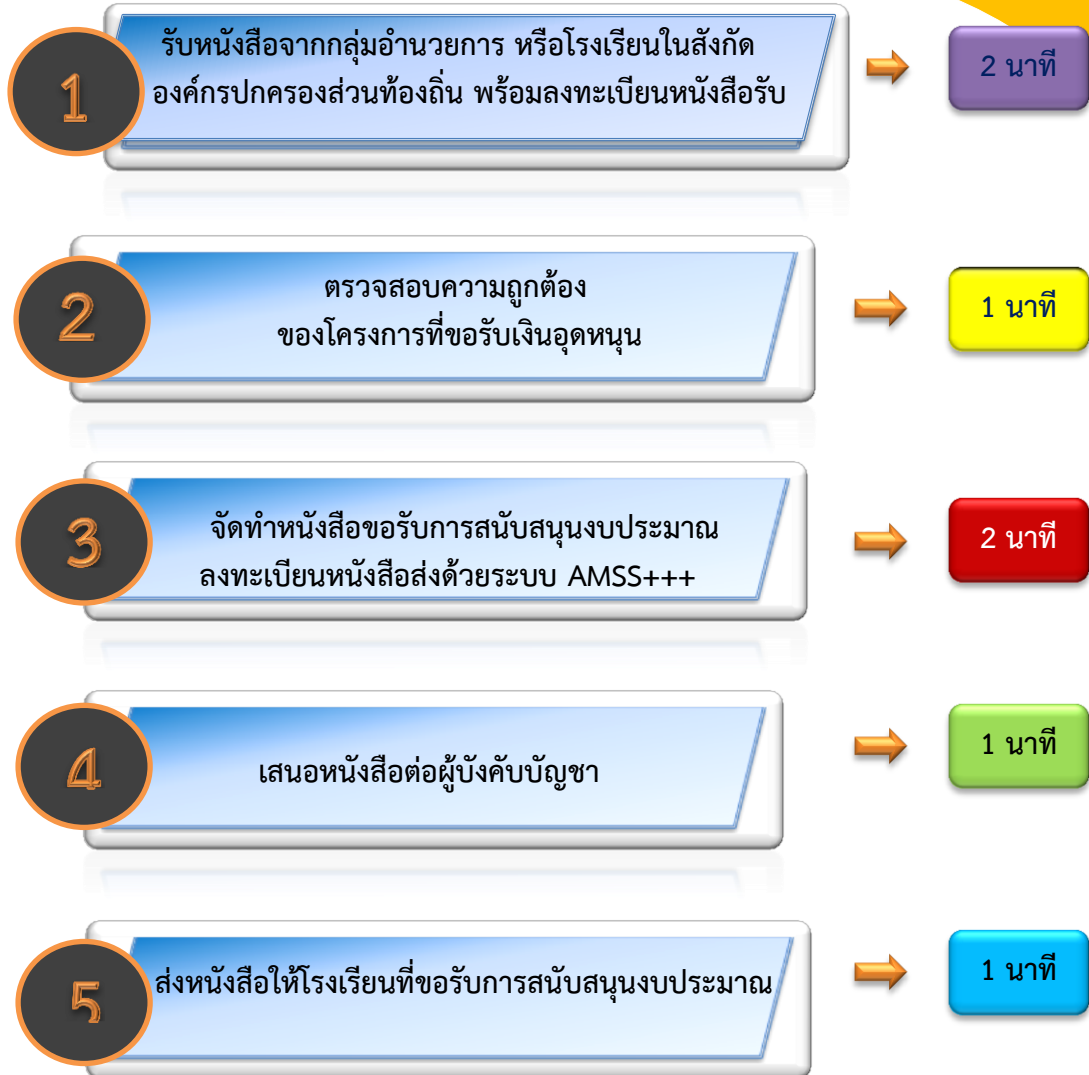 1
รับหนังสือจากกลุ่มอำนวยการ หรือโรงเรียนในสังกัด
องค์กรปกครองส่วนท้องถิ่น พร้อมลงทะเบียนหนังสือรับ
2 นาที
2
ตรวจสอบความถูกต้อง
ของโครงการที่ขอรับเงินอุดหนุน
1 นาที
3
จัดทำหนังสือขอรับการสนับสนุนงบประมาณ
ลงทะเบียนหนังสือส่งด้วยระบบ AMSS+++
2 นาที
4
เสนอหนังสือต่อผู้บังคับบัญชา
1 นาที
5
ส่งหนังสือให้โรงเรียนที่ขอรับการสนับสนุนงบประมาณ
1 นาที